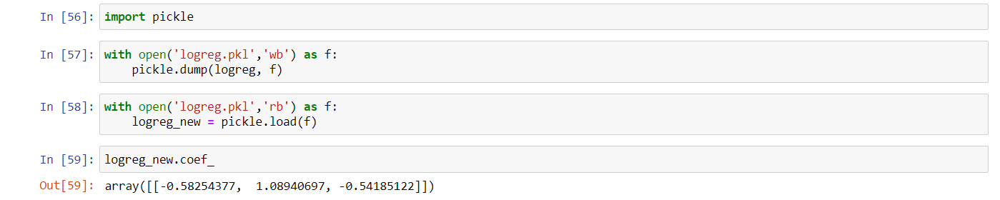 In [56]: import pickle
In [57]: with open('logreg.pkl','wb') as f:
    pickle.dump(logreg, f)
In [58]: with open('logreg.pkl','rb') as f:
    logreg_new = pickle.load(f)
In [59]: logreg_new.coef_
Out[59]: array([[-0.58254377,  1.08940697, -0.54185122]])